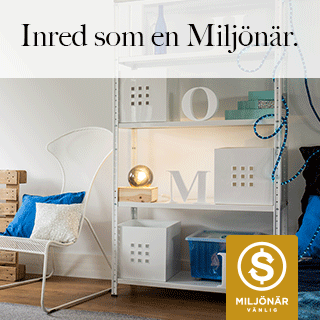 Inred som en Miljönär.
O
M
$
MILJÖNÄR
VÄNLIG